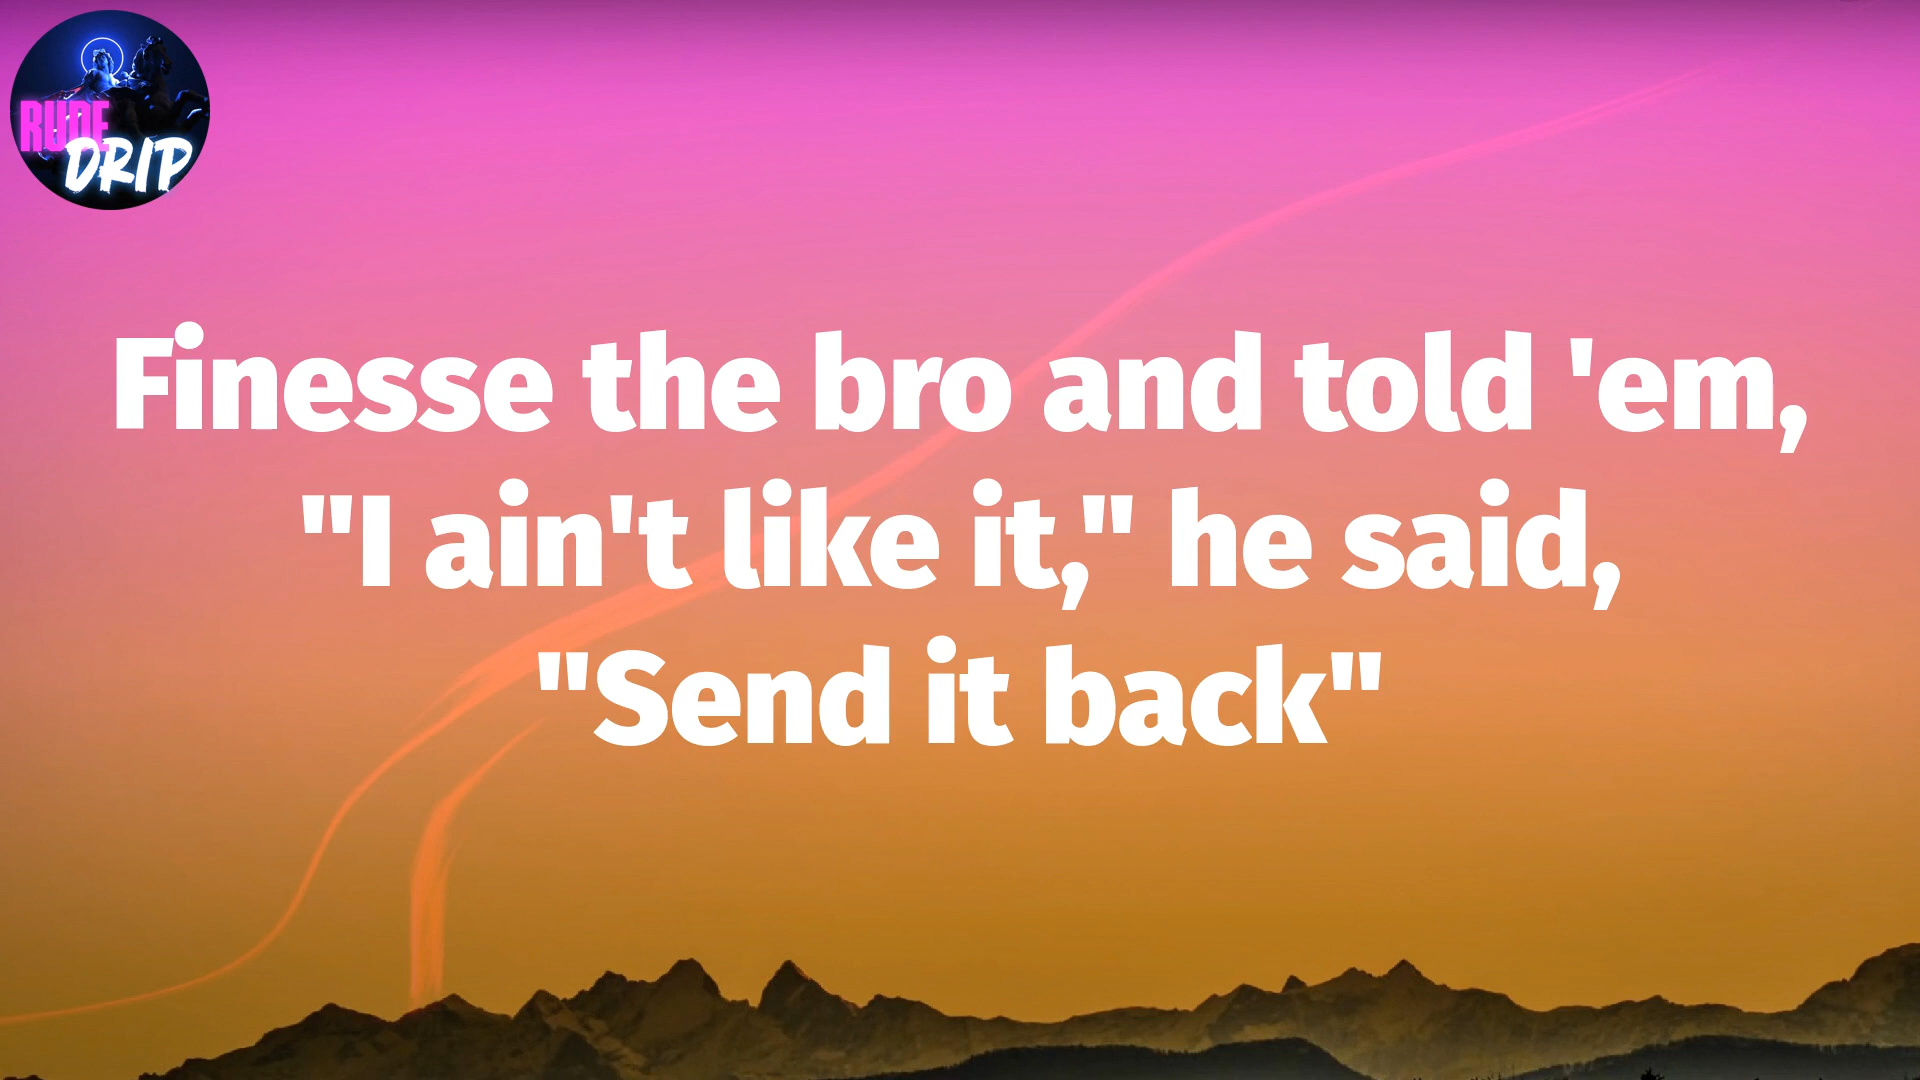 RUDE
DRIP
Finesse the bro and told 'em,
"I ain't like it," he said,
"Send it back"